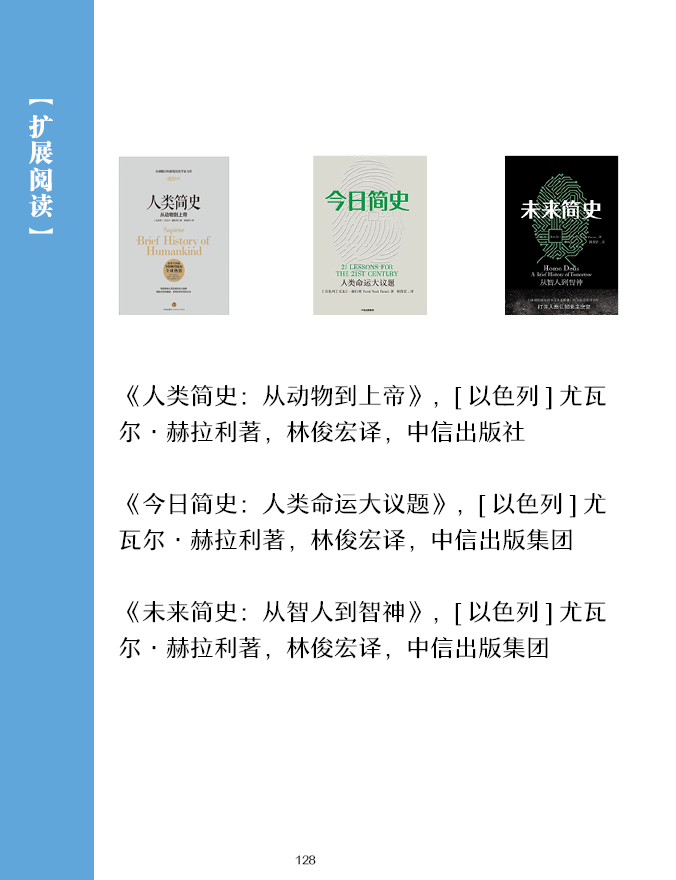 【扩展阅读】
人类简史
从动物到上帝
Sapiens
Brief History of
Humankind
今日简史
21 LESSONS FOR
THE 21ST CENTURY
人类命运大议题
未来简史
Homo Deus
A Brief History of Tomorrow
从智人到智神
《人类简史：从动物到上帝》，[ 以色列 ] 尤瓦
尔·赫拉利著，林俊宏译，中信出版社
《今日简史：人类命运大议题》，[ 以色列 ] 尤
瓦尔·赫拉利著，林俊宏译，中信出版集团
《未来简史：从智人到智神》，[ 以色列 ] 尤瓦
尔·赫拉利著，林俊宏译，中信出版集团
128